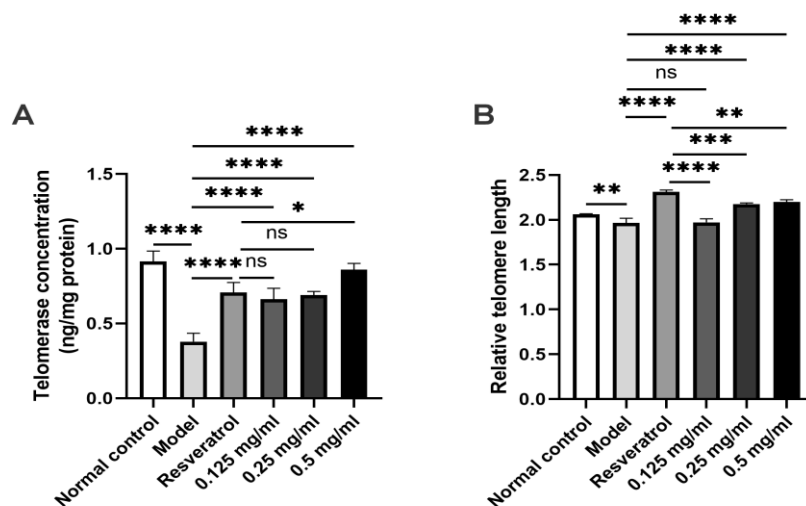 A
Telomerase concentration
(ng/mg protein)
1.5
1.0
0.5
0.0
****
****
****
*
**** ns
**** ns
Normal control
Model
Resveratrol
0.125 mg/ml
0.25 mg/ml
0.5 mg/ml
B
Relative telomere length
2.5
2.0
1.5
1.0
0.5
0.0
****
****
ns
**** **
***
** ****
Normal control
Model
Resveratrol
0.125 mg/ml
0.25 mg/ml
0.5 mg/ml